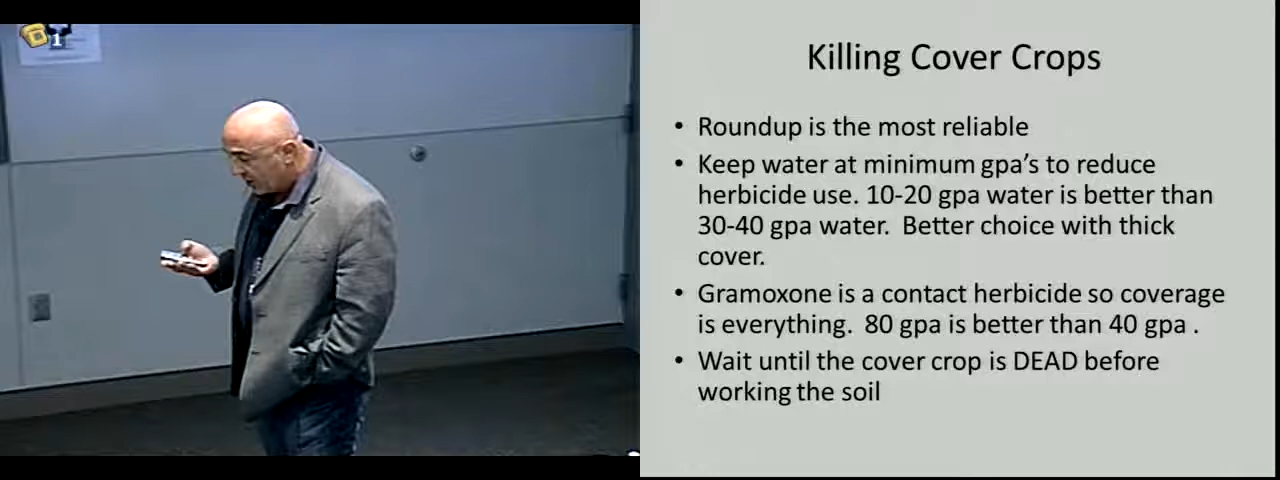 1
Killing Cover Crops
• Roundup is the most reliable
• Keep water at minimum gpa's to reduce
herbicide use. 10-20 gpa water is better than
30-40 gpa water.  Better choice with thick
cover.
• Gramoxone is a contact herbicide so coverage
is everything.  80 gpa is better than 40 gpa .
• Wait until the cover crop is DEAD before
working the soil